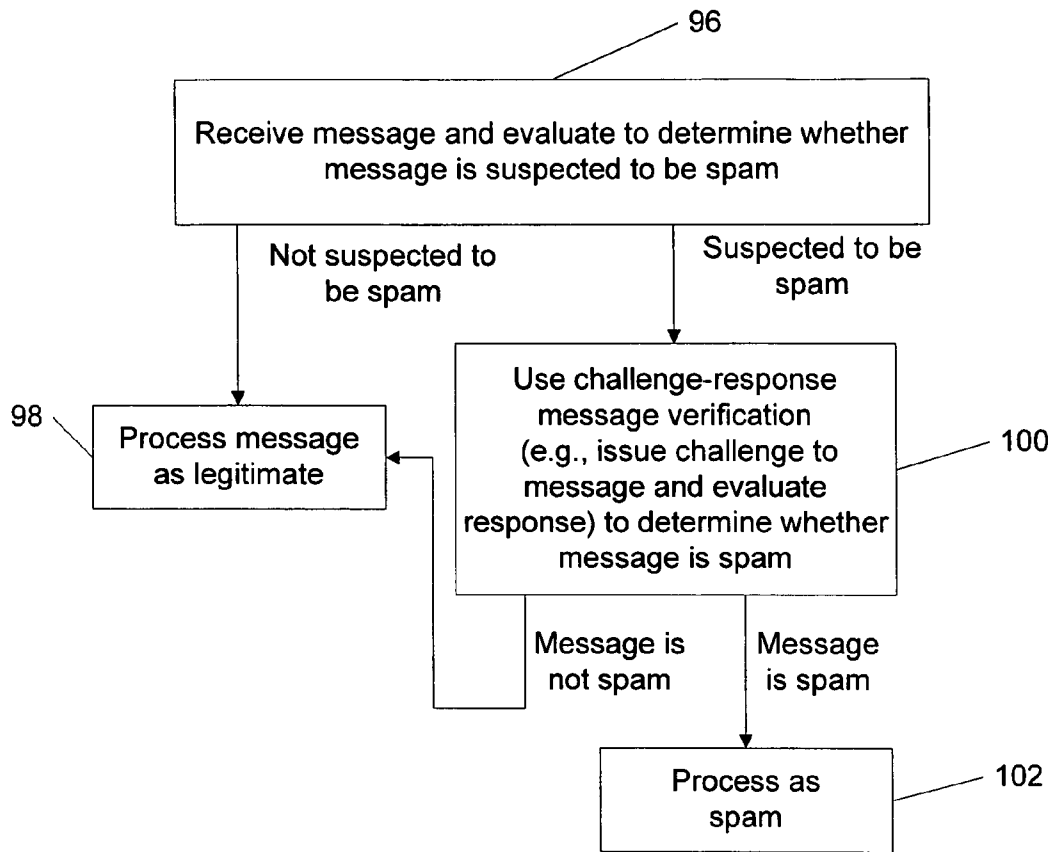 96
Receive message and evaluate to determine whether
message is suspected to be spam
Not suspected to
be spam
Suspected to be
spam
98
Process message
as legitimate
Use challenge-response
message verification
(e.g., issue challenge to
message and evaluate
response) to determine whether
message is spam
100
Message is
not spam
Message
is spam
Process as
spam
102